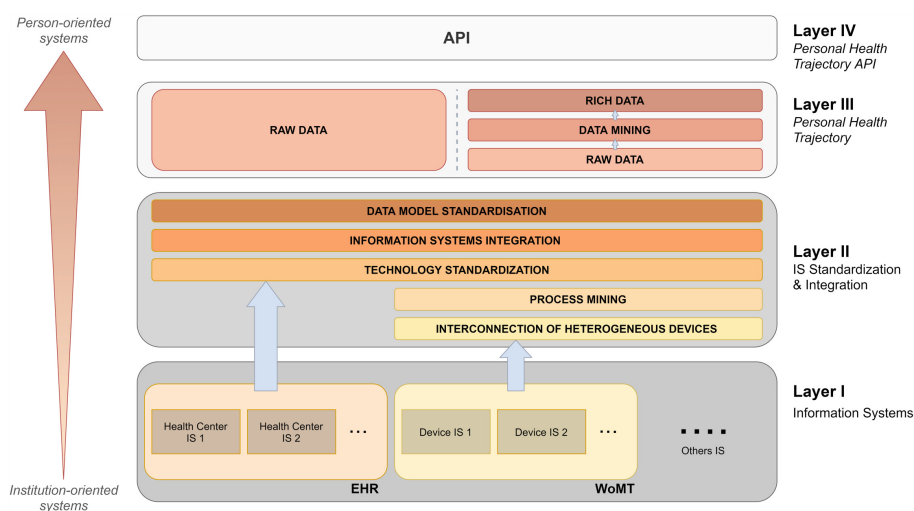 Person-oriented
systems
API
Layer IV
Personal Health
Trajectory API
RAW DATA
RICH DATA
DATA MINING
RAW DATA
Layer III
Personal Health
Trajectory
DATA MODEL STANDARDISATION
INFORMATION SYSTEMS INTEGRATION
TECHNOLOGY STANDARDIZATION
PROCESS MINING
INTERCONNECTION OF HETEROGENEOUS DEVICES
Layer II
IS Standardization
& Integration
Health Center
IS 1
Health Center
IS 2
...
EHR
Device IS 1
Device IS 2
...
WoMT
....
Others IS
Layer I
Information Systems
Institution-oriented
systems